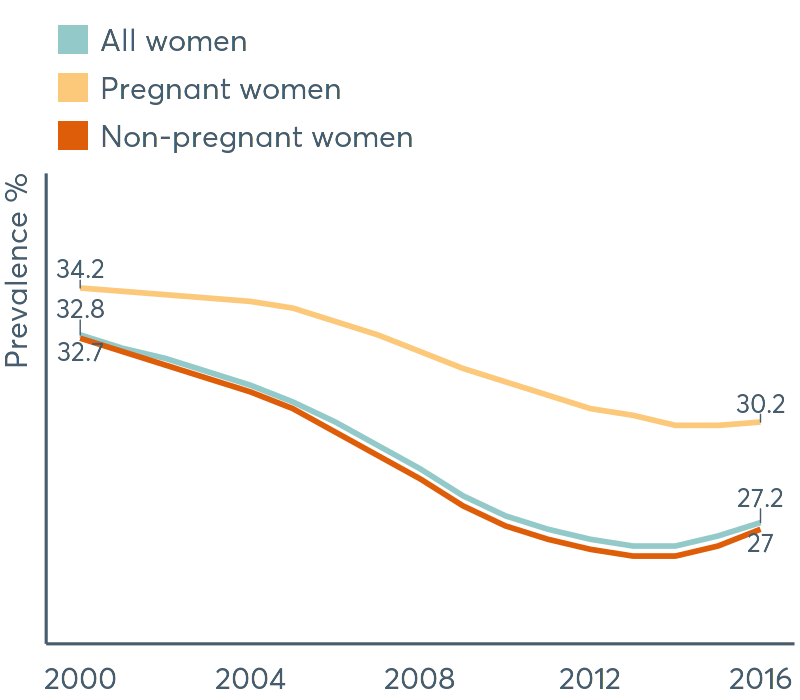 All women
Pregnant women
Non-pregnant women
Prevalence %
34.2
32.8
32.7
30.2
27.2
27
2000 2004 2008 2012 2016